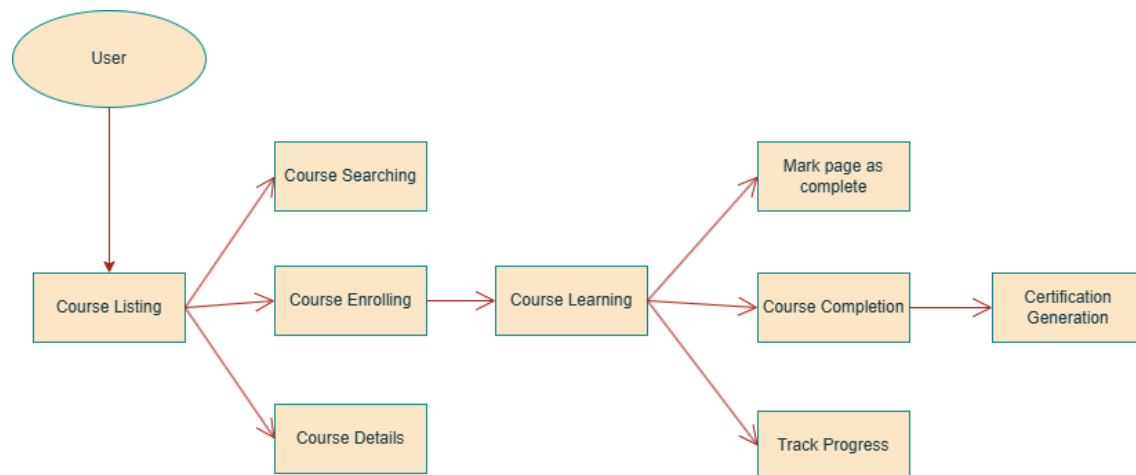 User
Course Searching
Mark page as
complete
Course Listing
Course Enrolling
Course Learning
Course Completion
Certification
Generation
Course Details
Track Progress